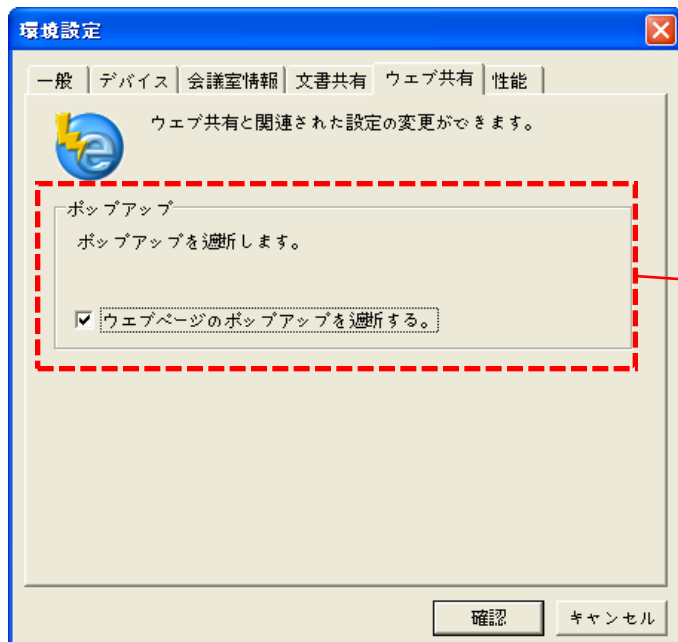 環境設定
一般 デバイス 会議室情報 文書共有 ウェブ共有 性能
ウェブ共有と関連された設定の変更ができます。
ポップアップ
ポップアップを遮断します。
ウェブページのポップアップを遮断する。
確認 キャンセル